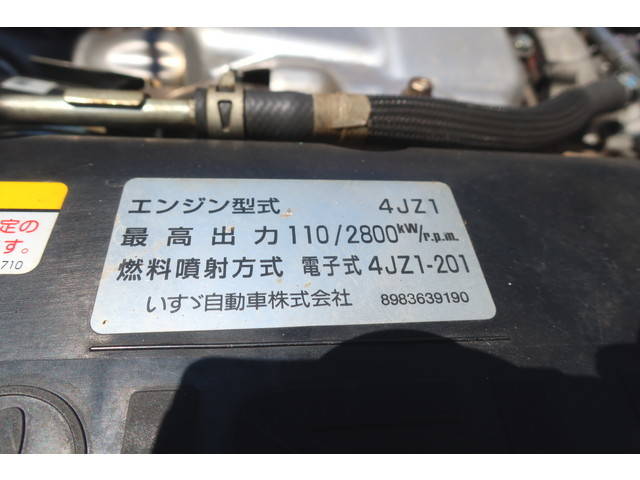 エンジン型式 4JZ1
最高出力 110/2800kW/r.p.m.
燃料噴射方式 電子式 4JZ1-201
いすゞ自動車株式会社 8983639190
定の
す。
710